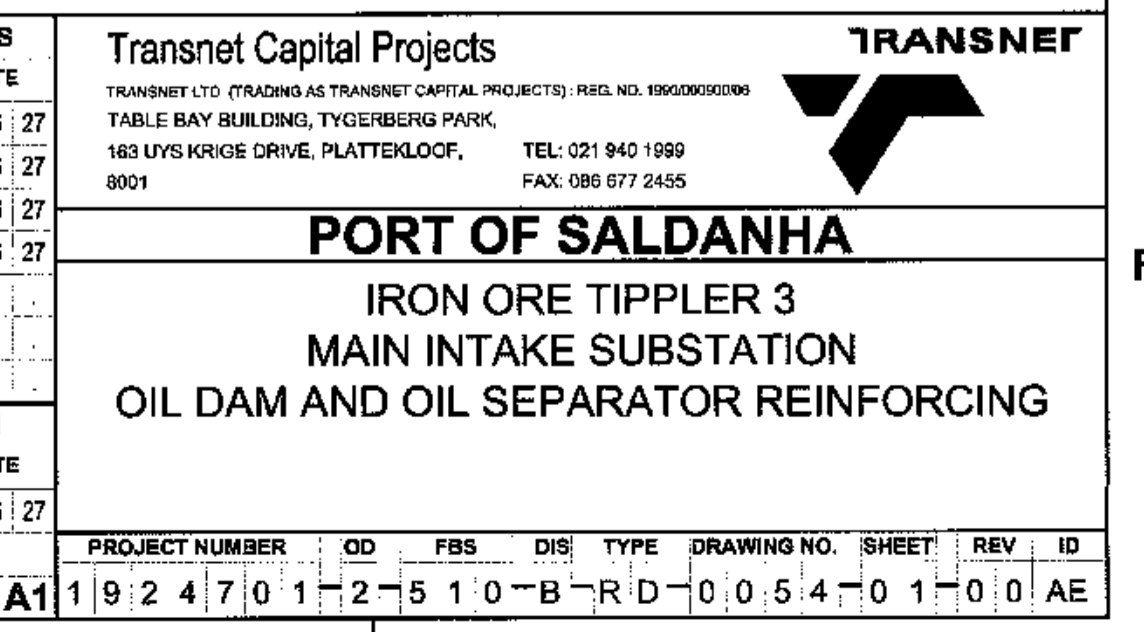 Transnet Capital Projects
TRANSNET
TRANSNET LTD (TRADING AS TRANSNET CAPITAL PROJECTS) : REG. NO. 1990/000900/06
TABLE BAY BUILDING, TYGERBERG PARK,
163 UYS KRIGE DRIVE, PLATTEKLOOF,
TEL: 021 940 1999
8001
FAX: 086 677 2455
27
27
27
27
PORT OF SALDANHA
IRON ORE TIPPLER 3
MAIN INTAKE SUBSTATION
OIL DAM AND OIL SEPARATOR REINFORCING
27
PROJECT NUMBER OD FBS DIS TYPE DRAWING NO. SHEET REV ID
A1 1 9 2 4 7 0 1 - 2 - 5 1 0 - B - R D - 0 0 5 4 - 0 1 - 0 0 AE